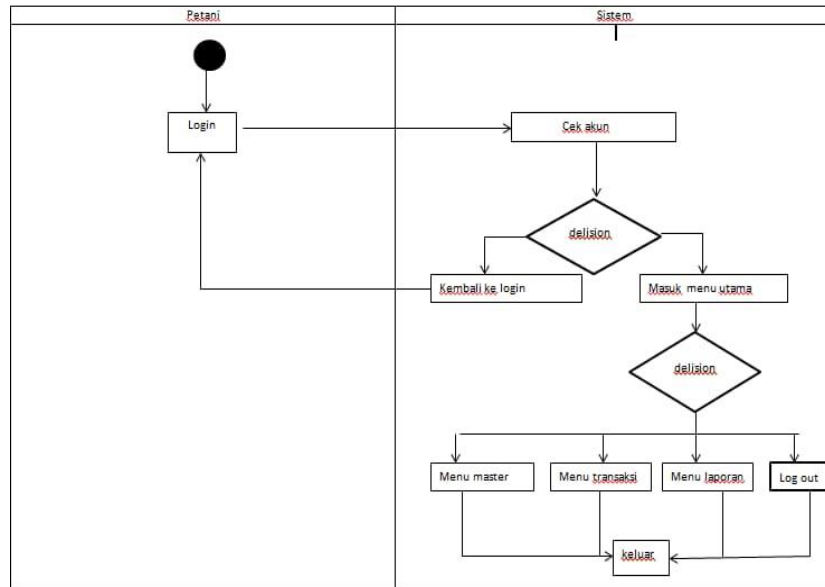 Petani
Sistem
Login
Cek akun
delision
Kembali ke login
Masuk menu utama
delision
Menu master
Menu transaksi
Menu laporan
Log out
keluar